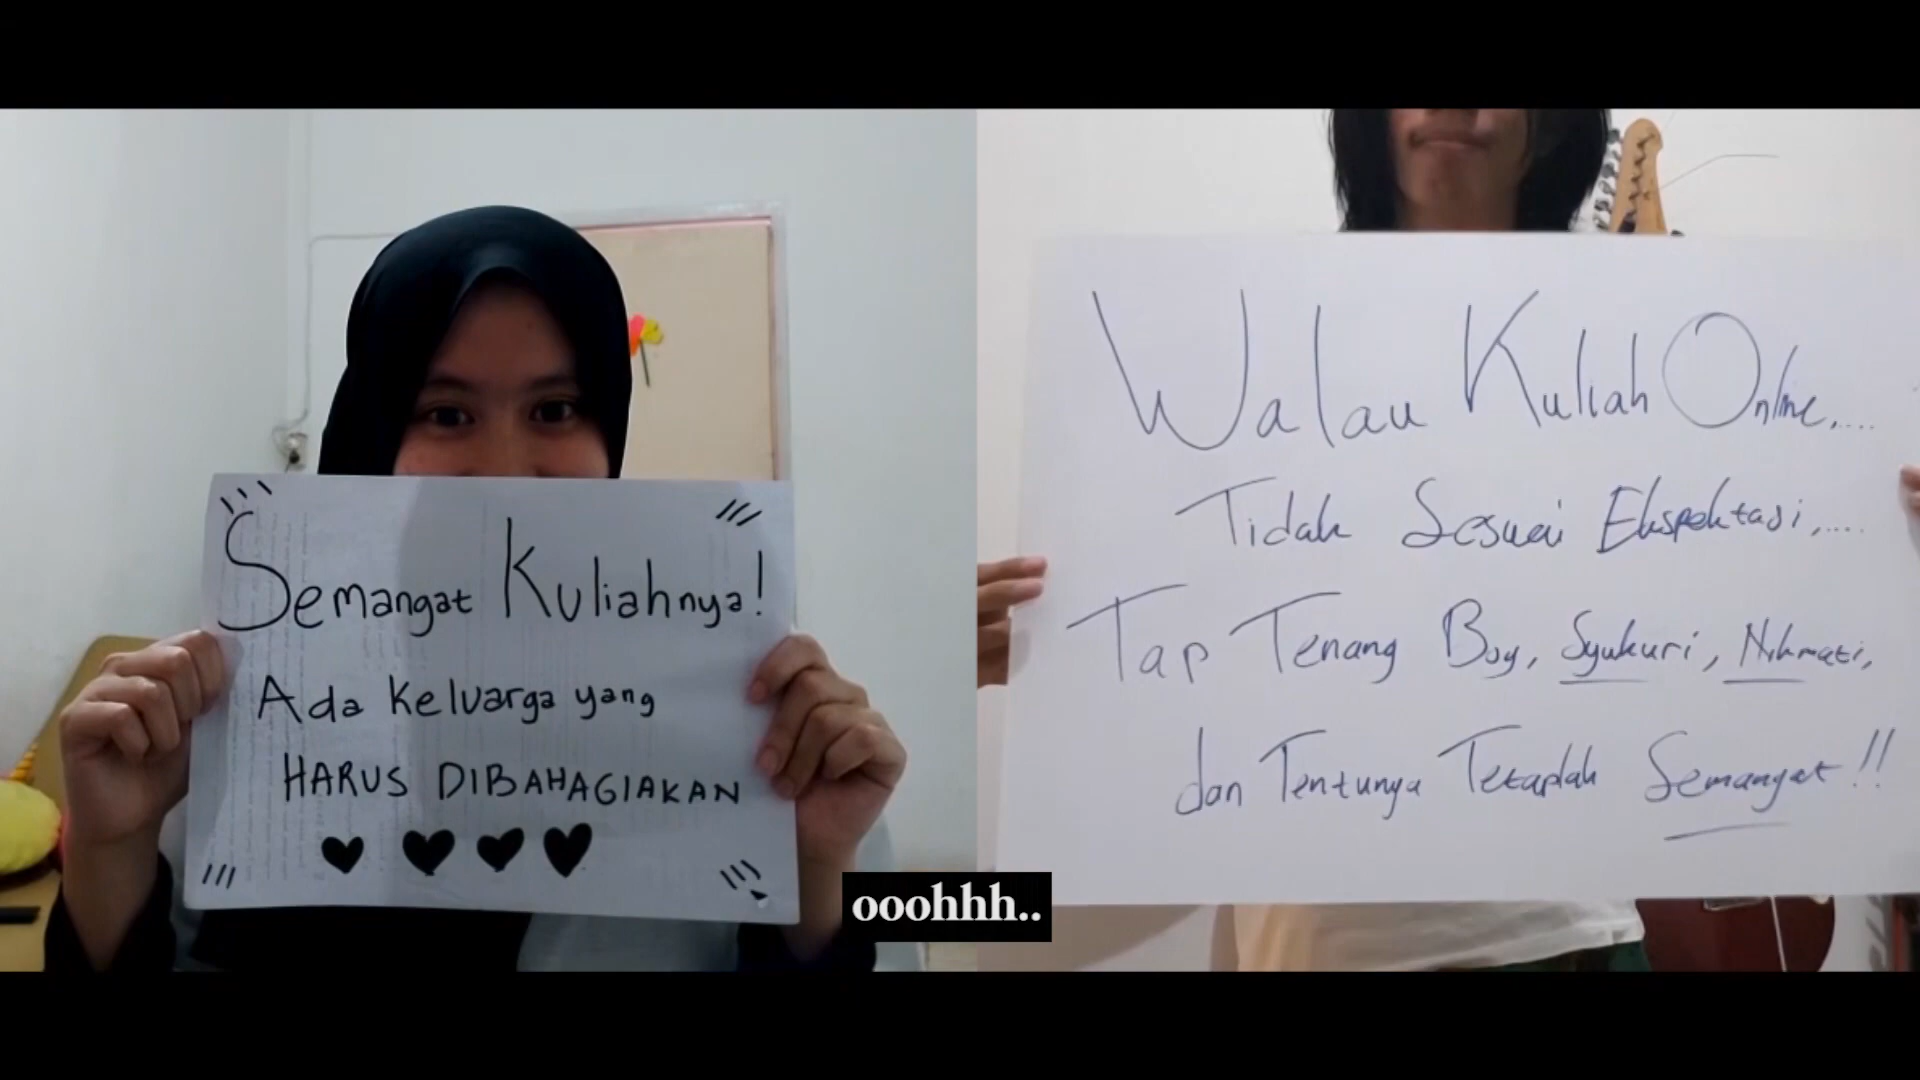 Semangat Kuliahnya!
Ada keluarga yang
HARUS DIBAHAGIAKAN
Walau Kuliah Online,....
Tidak Sesuai Ekspektasi,....
Tap Tenang Boy, Syukuri, Nikmati,
dan Tentunya Tetaplah Semangat!!
ooohhh..